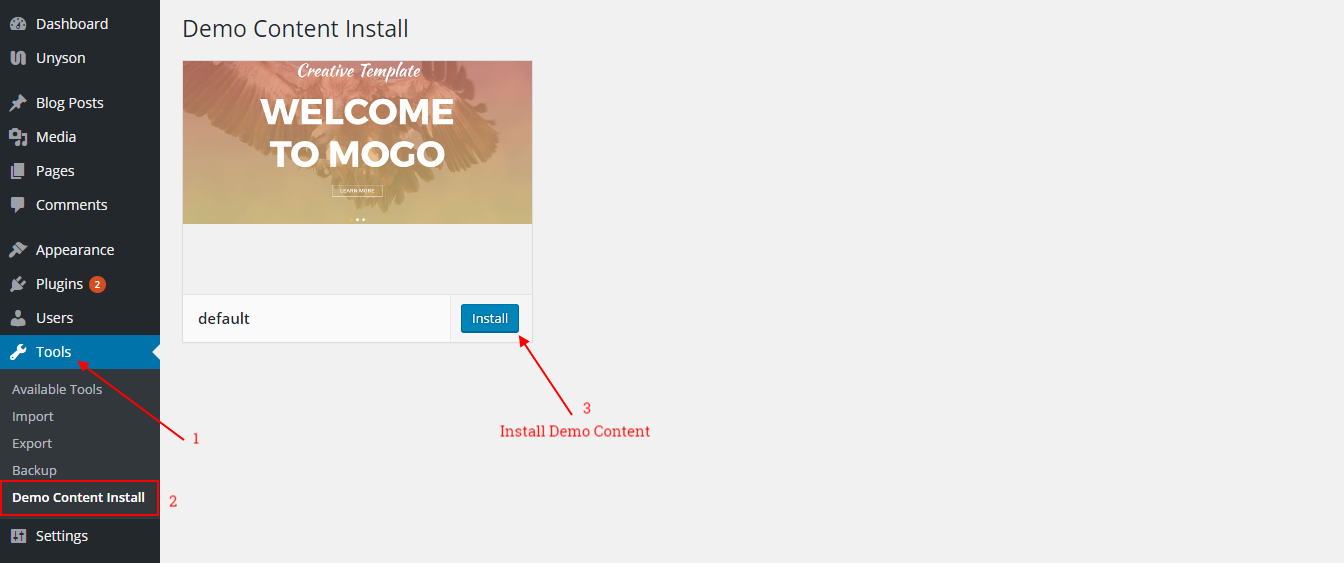 Dashboard
Unyson
Blog Posts
Media
Pages
Comments
Appearance
Plugins 2
Users
Tools
Available Tools
Import
Export
Backup
Demo Content Install
Settings
Demo Content Install
Creative Template
WELCOME
TO MOGO
LEARN MORE
default
Install
1
2
3
Install Demo Content